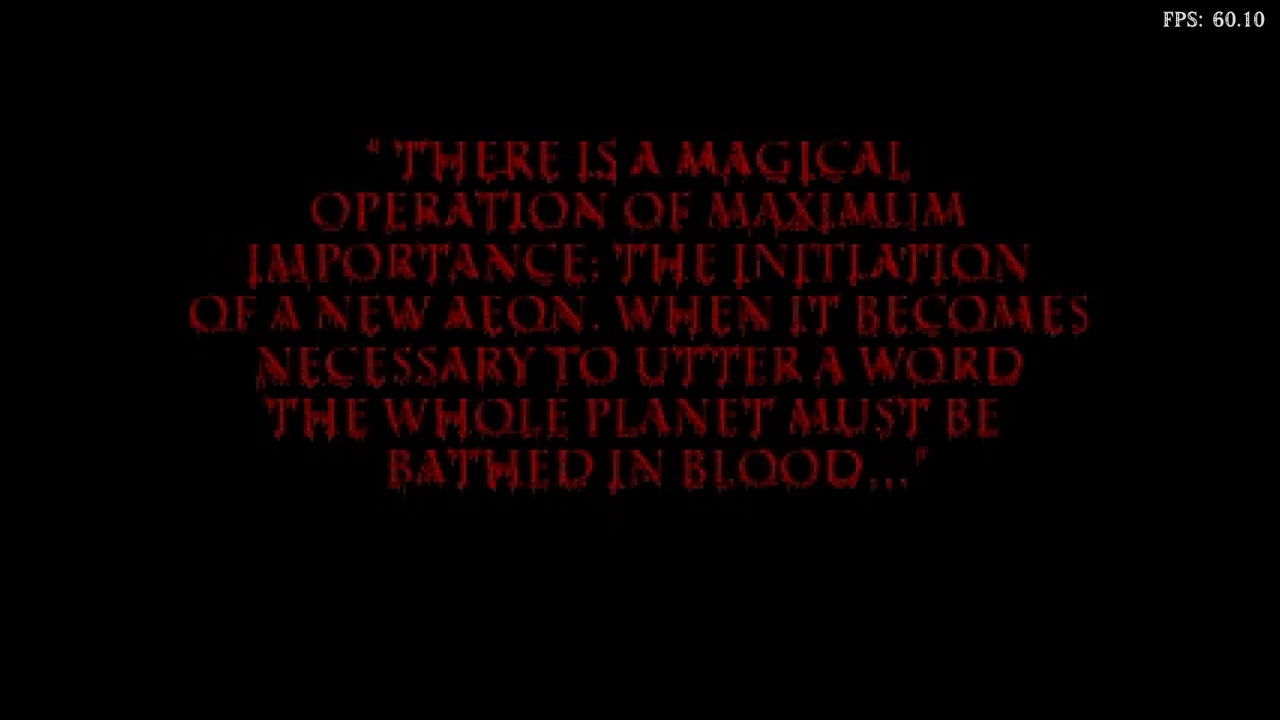 FPS: 60.10
" THERE IS A MAGICAL
OPERATION OF MAXIMUM
IMPORTANCE: THE INITIATION
OF A NEW AEON. WHEN IT BECOMES
NECESSARY TO UTTER A WORD
THE WHOLE PLANET MUST BE
BATHED IN BLOOD..."